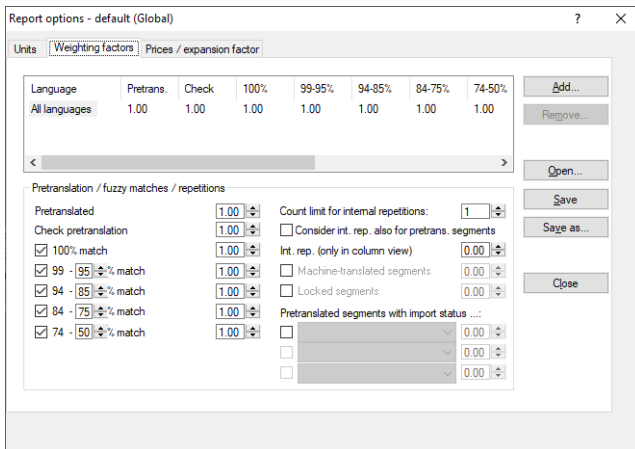 Report options - default (Global)
Units Weighting factors Prices / expansion factor
Language Pretrans. Check 100% 99-95% 94-85% 84-75% 74-50%
All languages 1.00 1.00 1.00 1.00 1.00 1.00 1.00
Add...
Remove...
Open...
Save
Save as...
Close
Pretranslation / fuzzy matches / repetitions
Pretranslated 1.00
Check pretranslation 1.00
100% match 1.00
99 - 95 % match 1.00
94 - 85 % match 1.00
84 - 75 % match 1.00
74 - 50 % match 1.00
Count limit for internal repetitions: 1
Consider int. rep. also for pretrans. segments
Int. rep. (only in column view) 0.00
Machine-translated segments 0.00
Locked segments 0.00
Pretranslated segments with import status ...:
0.00
0.00
0.00